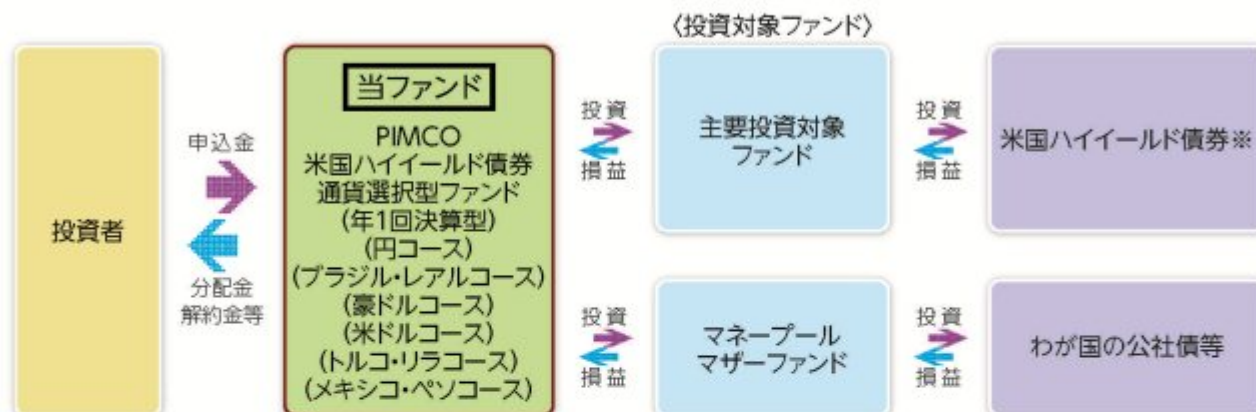 〈投資対象ファンド〉
投資者
申込金
分配金
解約金等
当ファンド
PIMCO
米国ハイイールド債券
通貨選択型ファンド
(年1回決算型)
(円コース)
(ブラジル・レアルコース)
(豪ドルコース)
(米ドルコース)
(トルコ・リラコース)
(メキシコ・ペソコース)
投資
損益
主要投資対象
ファンド
投資
損益
米国ハイイールド債券※
投資
損益
マネープール
マザーファンド
投資
損益
わが国の公社債等